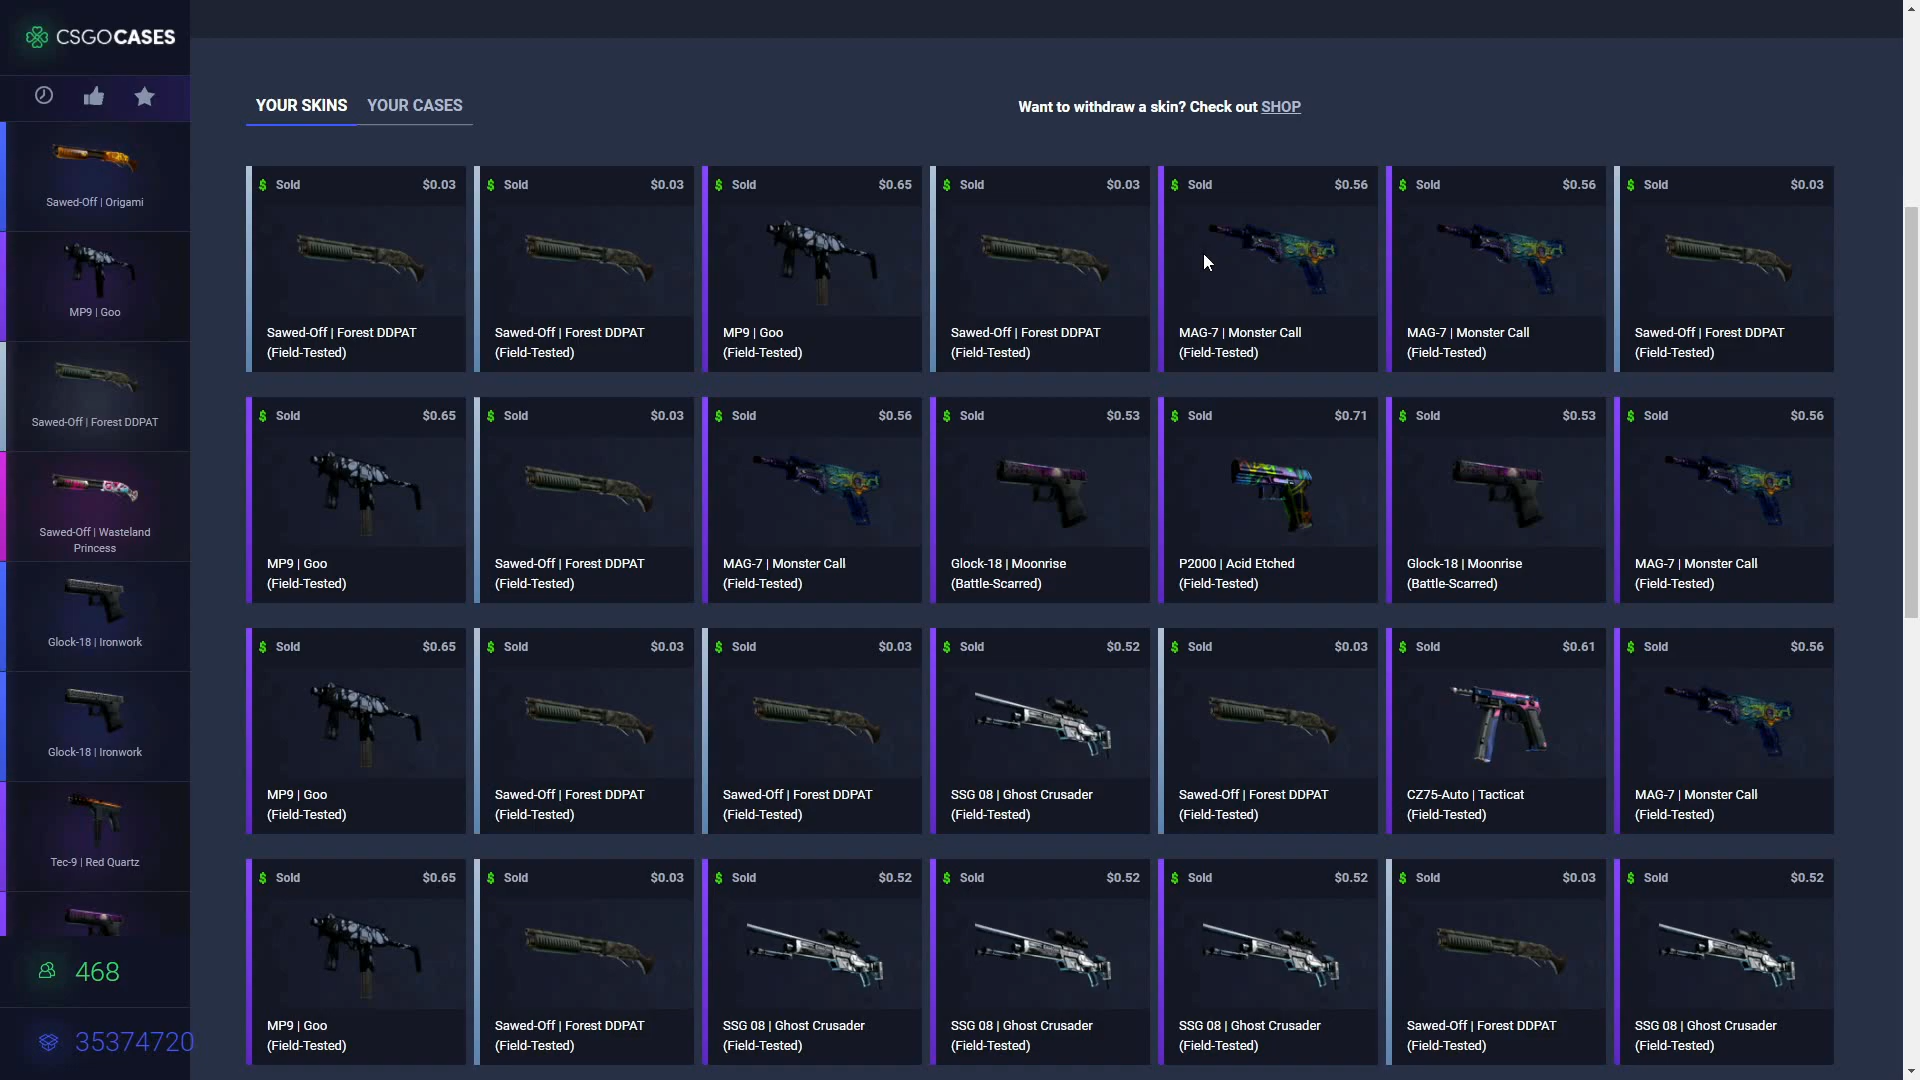 CSGOCASES
YOUR SKINS
YOUR CASES
Want to withdraw a skin? Check out SHOP
Sawed-Off | Origami
MP9 | Goo
Sawed-Off | Forest DDPAT
Sawed-Off | Wasteland
Princess
Glock-18 | Ironwork
Glock-18 | Ironwork
Tec-9 | Red Quartz
468
35374720
$ Sold $0.03
Sawed-Off | Forest DDPAT
(Field-Tested)
$ Sold $0.03
Sawed-Off | Forest DDPAT
(Field-Tested)
$ Sold $0.65
MP9 | Goo
(Field-Tested)
$ Sold $0.03
Sawed-Off | Forest DDPAT
(Field-Tested)
$ Sold $0.56
MAG-7 | Monster Call
(Field-Tested)
$ Sold $0.56
MAG-7 | Monster Call
(Field-Tested)
$ Sold $0.03
Sawed-Off | Forest DDPAT
(Field-Tested)
$ Sold $0.65
MP9 | Goo
(Field-Tested)
$ Sold $0.03
Sawed-Off | Forest DDPAT
(Field-Tested)
$ Sold $0.56
MAG-7 | Monster Call
(Field-Tested)
$ Sold $0.53
Glock-18 | Moonrise
(Battle-Scarred)
$ Sold $0.71
P2000 | Acid Etched
(Field-Tested)
$ Sold $0.53
Glock-18 | Moonrise
(Battle-Scarred)
$ Sold $0.56
MAG-7 | Monster Call
(Field-Tested)
$ Sold $0.65
MP9 | Goo
(Field-Tested)
$ Sold $0.03
Sawed-Off | Forest DDPAT
(Field-Tested)
$ Sold $0.03
Sawed-Off | Forest DDPAT
(Field-Tested)
$ Sold $0.52
SSG 08 | Ghost Crusader
(Field-Tested)
$ Sold $0.03
Sawed-Off | Forest DDPAT
(Field-Tested)
$ Sold $0.61
CZ75-Auto | Tacticat
(Field-Tested)
$ Sold $0.56
MAG-7 | Monster Call
(Field-Tested)
$ Sold $0.65
MP9 | Goo
(Field-Tested)
$ Sold $0.03
Sawed-Off | Forest DDPAT
(Field-Tested)
$ Sold $0.52
SSG 08 | Ghost Crusader
(Field-Tested)
$ Sold $0.52
SSG 08 | Ghost Crusader
(Field-Tested)
$ Sold $0.52
SSG 08 | Ghost Crusader
(Field-Tested)
$ Sold $0.03
Sawed-Off | Forest DDPAT
(Field-Tested)
$ Sold $0.52
SSG 08 | Ghost Crusader
(Field-Tested)